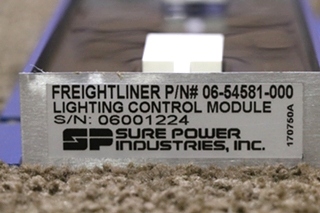 FREIGHTLINER P/N# 06-54581-000
LIGHTING CONTROL MODULE
S/N: 06001224
SP SURE POWER
INDUSTRIES, INC.
170750A